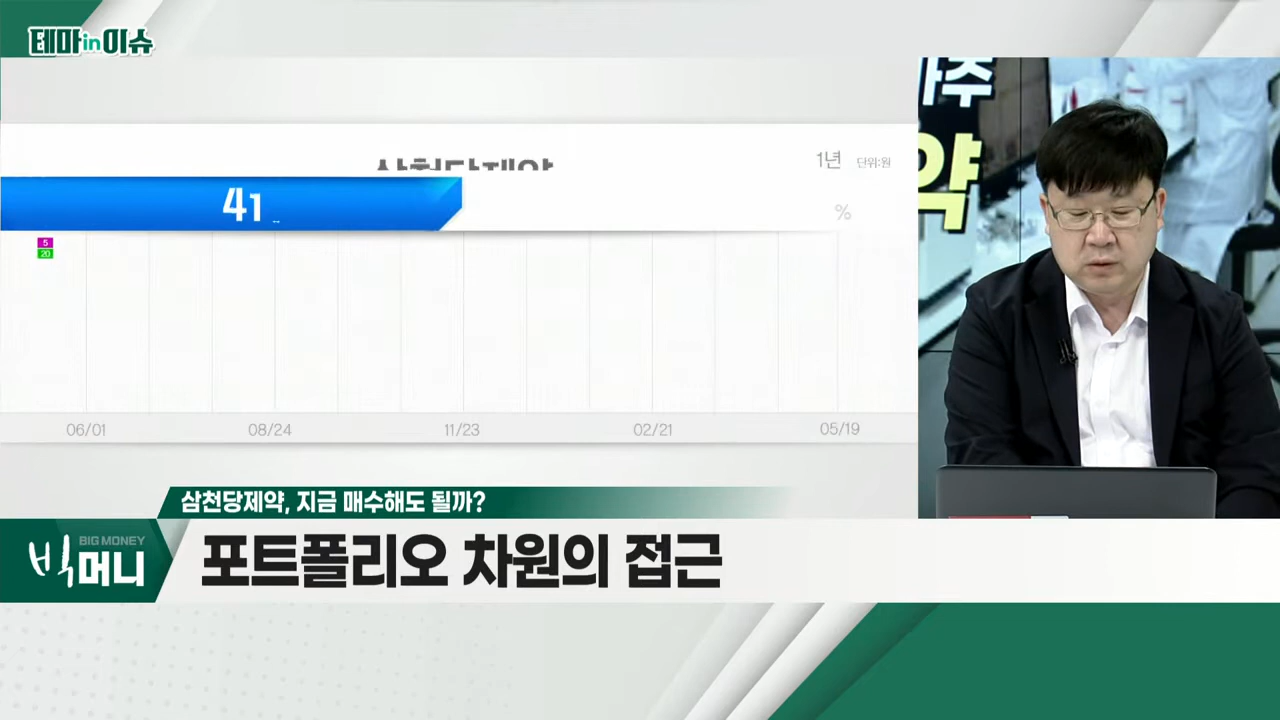 테마in이슈
1년 단위:원
41
%
5
20
06/01 08/24 11/23 02/21 05/19
약
삼천당제약, 지금 매수해도 될까?
BIG MONEY
빅머니
포트폴리오 차원의 접근